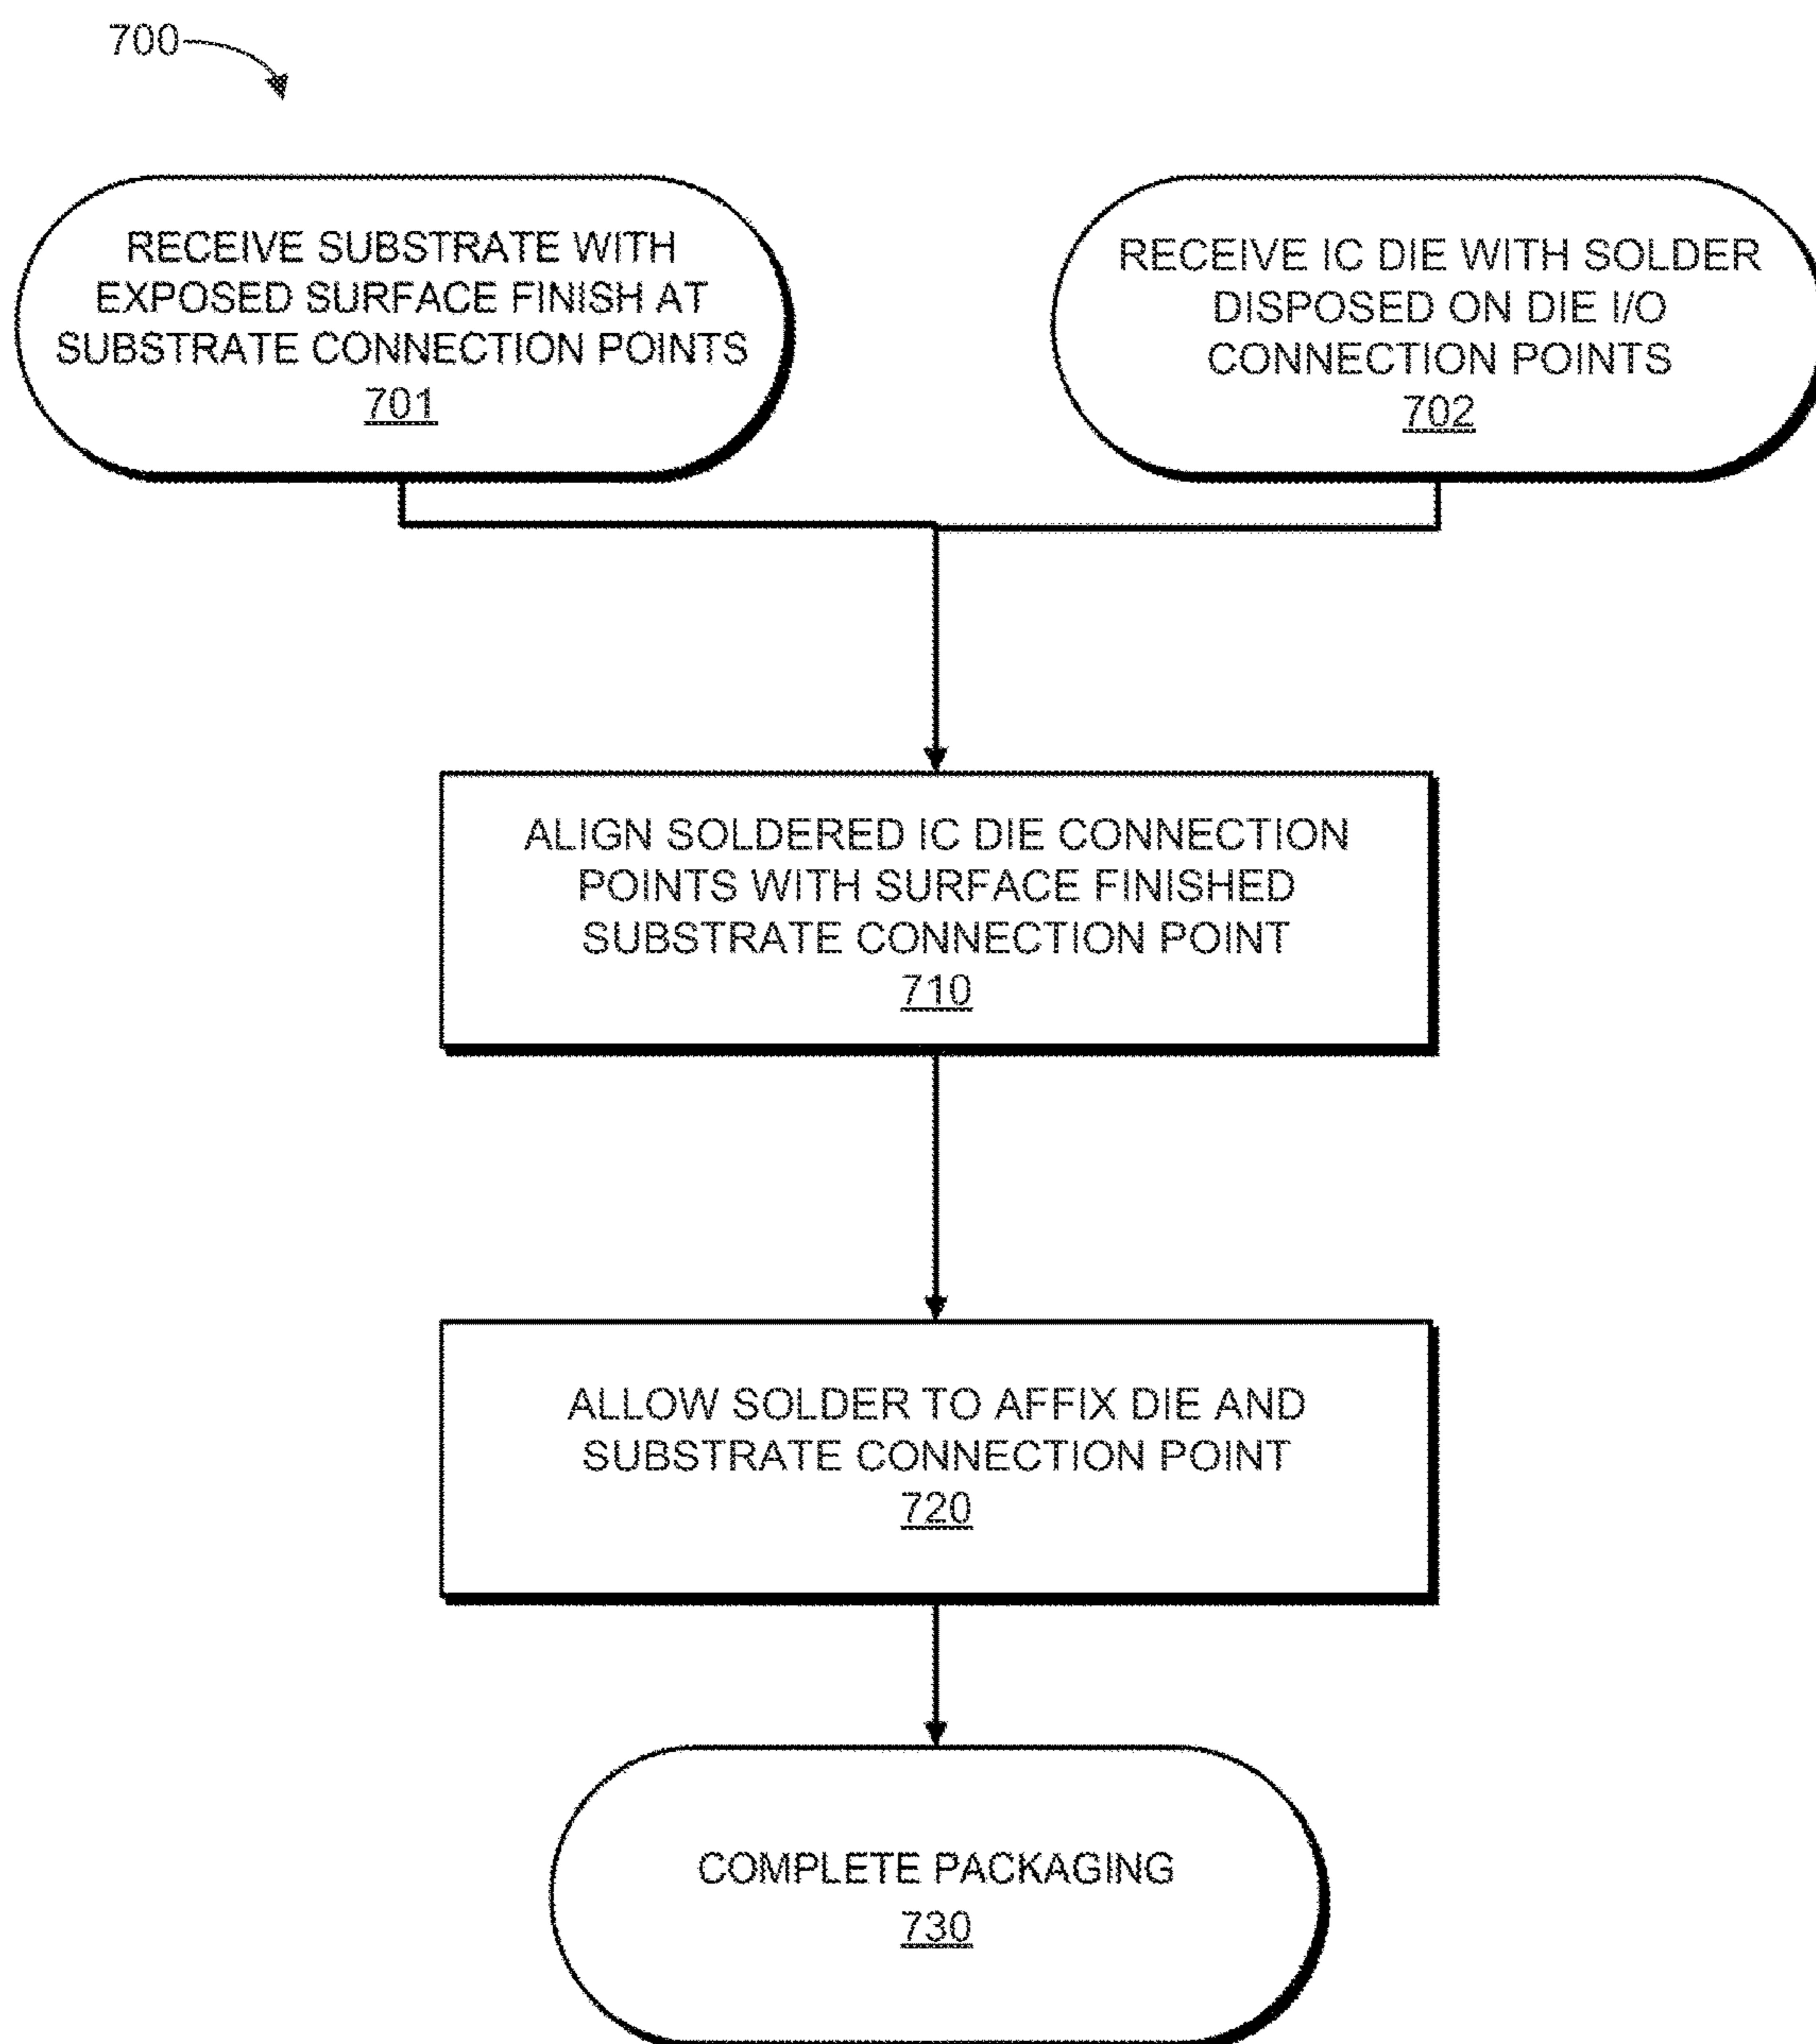 700
RECEIVE SUBSTRATE WITH
EXPOSED SURFACE FINISH AT
SUBSTRATE CONNECTION POINTS
701
RECEIVE IC DIE WITH SOLDER
DISPOSED ON DIE I/O
CONNECTION POINTS
702
ALIGN SOLDERED IC DIE CONNECTION
POINTS WITH SURFACE FINISHED
SUBSTRATE CONNECTION POINT
710
ALLOW SOLDER TO AFFIX DIE AND
SUBSTRATE CONNECTION POINT
720
COMPLETE PACKAGING
730